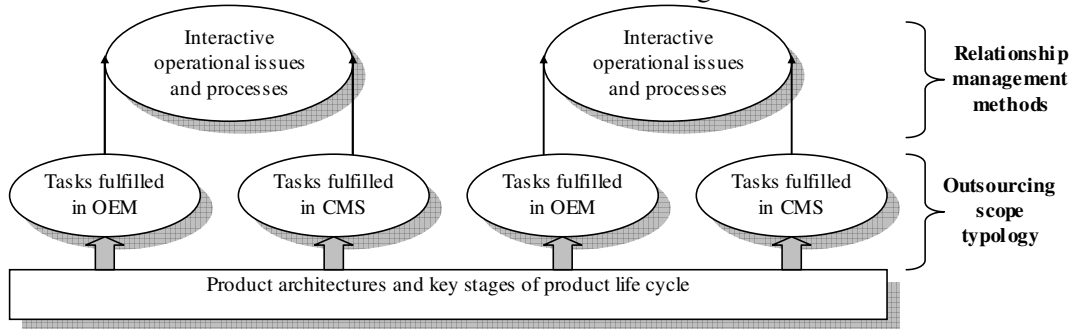 Interactive
operational issues
and processes
Interactive
operational issues
and processes
Relationship
management
methods
Tasks fulfilled
in OEM
Tasks fulfilled
in CMS
Tasks fulfilled
in OEM
Tasks fulfilled
in CMS
Outsourcing
scope
typology
Product architectures and key stages of product life cycle